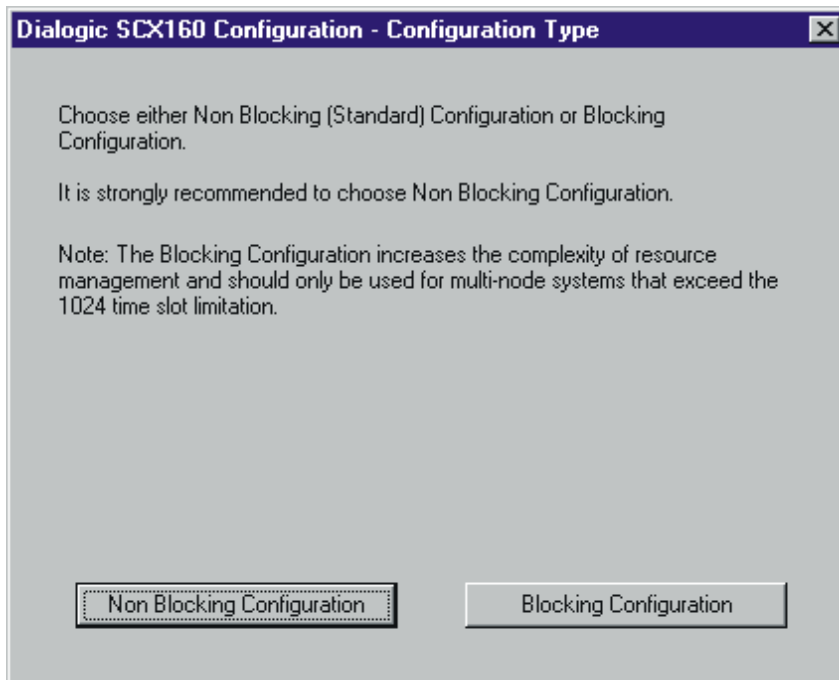 Dialogic SCX160 Configuration - Configuration Type
Choose either Non Blocking (Standard) Configuration or Blocking
Configuration.
It is strongly recommended to choose Non Blocking Configuration.
Note: The Blocking Configuration increases the complexity of resource
management and should only be used for multi-node systems that exceed the
1024 time slot limitation.
Non Blocking Configuration
Blocking Configuration